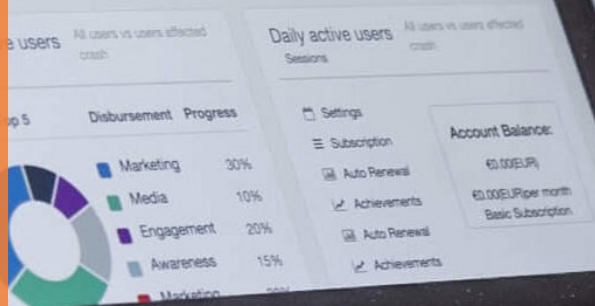 e users All users vs users affected
crash
op 5 Disbursement Progress
Marketing 30%
Media 10%
Engagement 20%
Awareness 15%
Marketing
Daily active users All users vs users affected
crash
Sessions
Settings
Subscription
Auto Renewal
Achievements
Auto Renewal
Achievements
Account Balance:
€0.00(EUR)
€0.00(EUR)per month
Basic Subscription